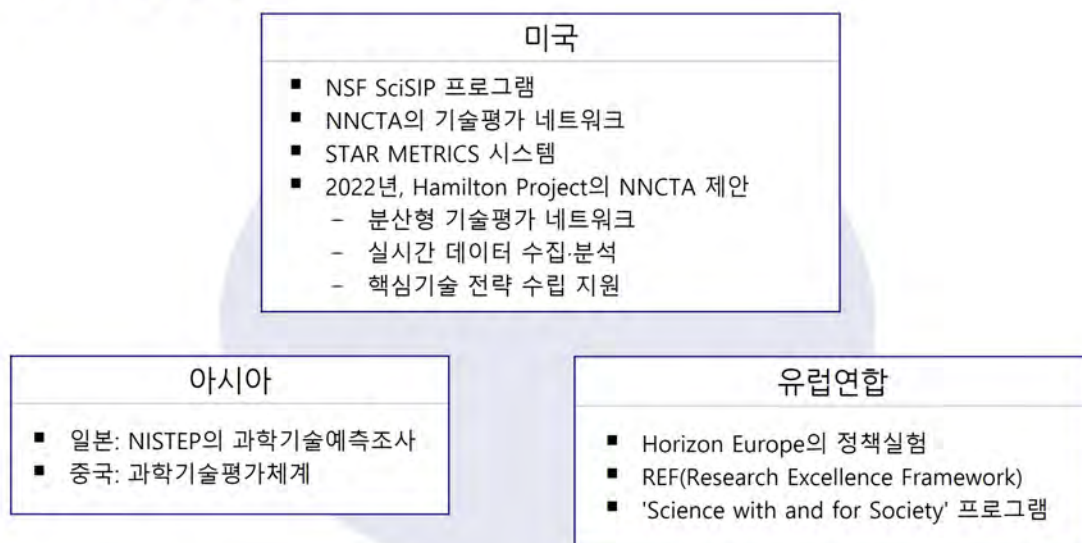 미국
■ NSF SciSIP 프로그램
■ NNCTA의 기술평가 네트워크
■ STAR METRICS 시스템
■ 2022년, Hamilton Project의 NNCTA 제안
– 분산형 기술평가 네트워크
– 실시간 데이터 수집·분석
– 핵심기술 전략 수립 지원
아시아
■ 일본: NISTEP의 과학기술예측조사
■ 중국: 과학기술평가체계
유럽연합
■ Horizon Europe의 정책실험
■ REF(Research Excellence Framework)
■ 'Science with and for Society' 프로그램